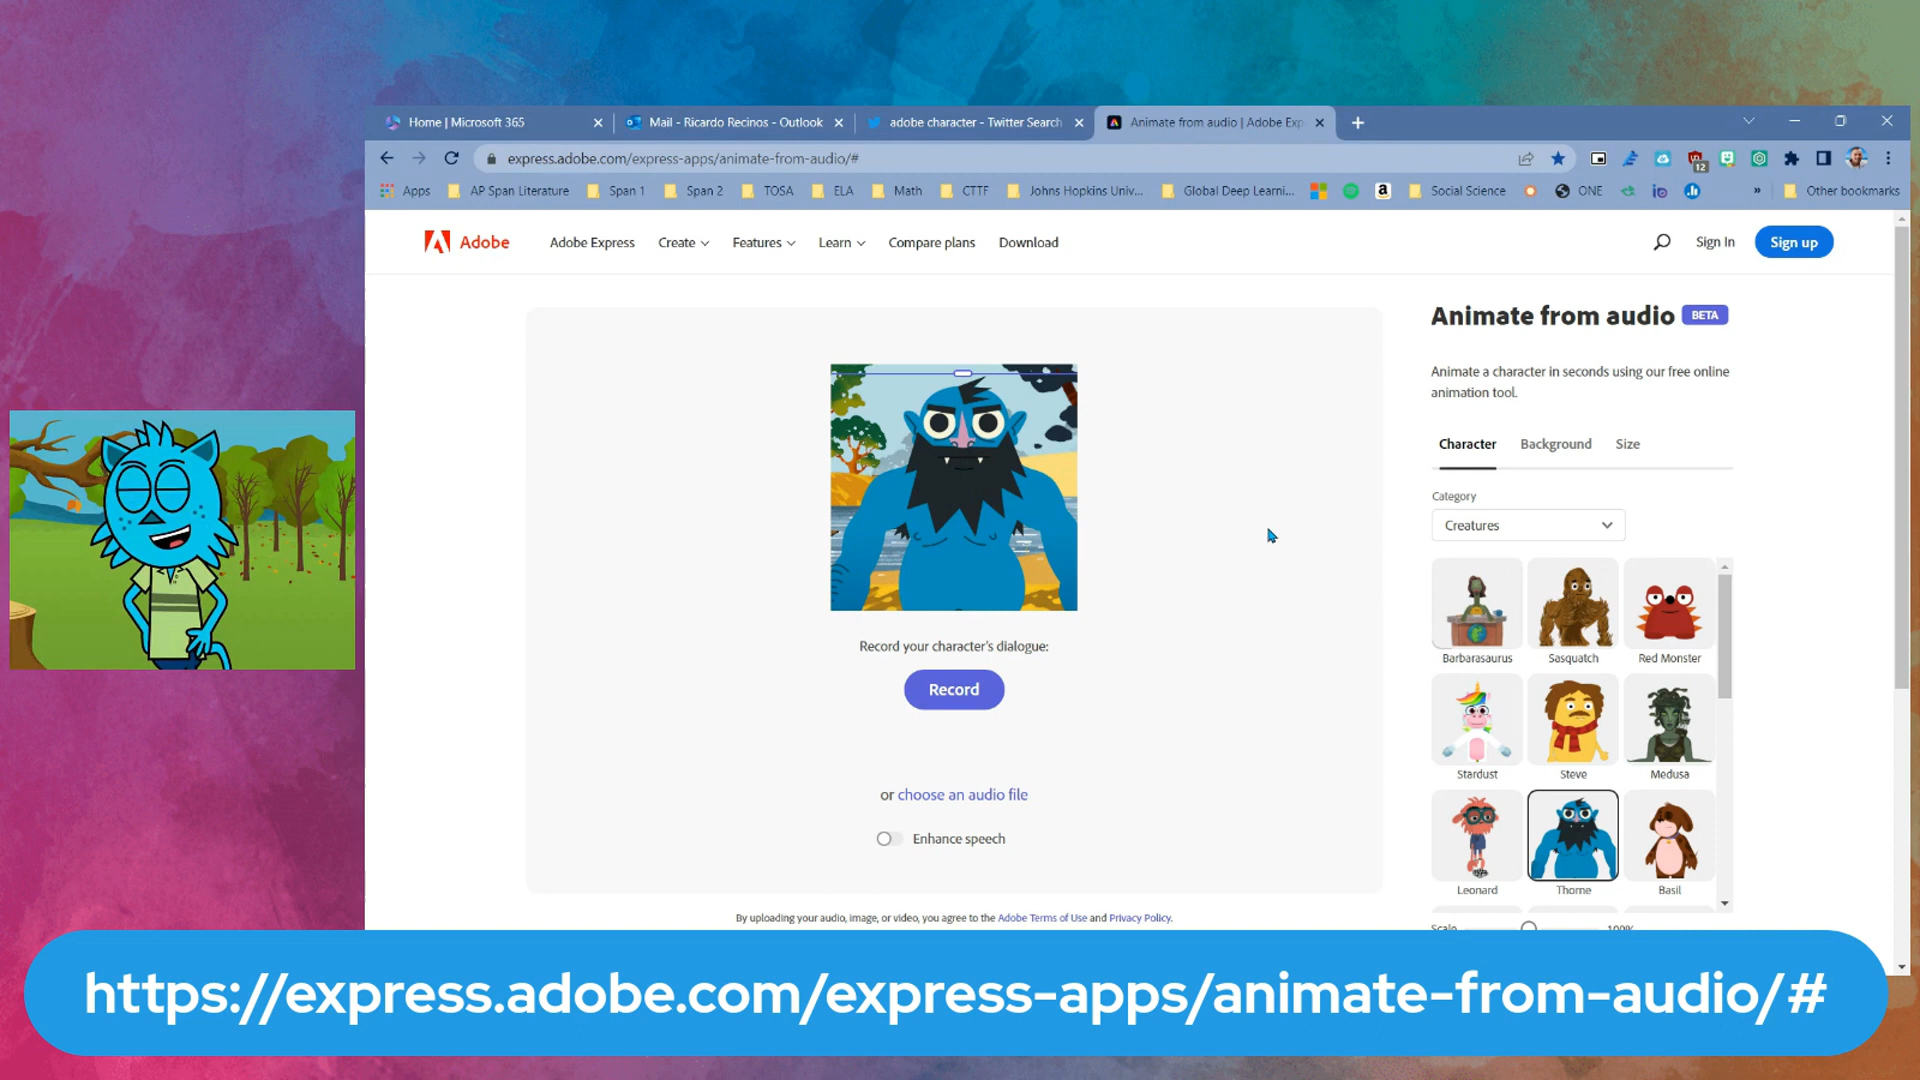 Home | Microsoft 365
Mail - Ricardo Recinos - Outlook
adobe character - Twitter Search
Animate from audio | Adobe Exp
express.adobe.com/express-apps/animate-from-audio/#
12
Apps
AP Span Literature
Span 1
Span 2
TOSA
ELA
Math
CTTF
Johns Hopkins Univ...
Global Deep Learni...
a
Social Science
ONE
»
Other bookmarks
Adobe
Adobe Express
Create
Features
Learn
Compare plans
Download
Sign In
Sign up
Animate from audio BETA
Animate a character in seconds using our free online
animation tool.
Character
Background
Size
Category
Creatures
Barbarasaurus
Sasquatch
Red Monster
Stardust
Steve
Medusa
Leonard
Thorne
Basil
Scale
100%
Record your character's dialogue:
Record
or choose an audio file
Enhance speech
By uploading your audio, image, or video, you agree to the Adobe Terms of Use and Privacy Policy.
https://express.adobe.com/express-apps/animate-from-audio/#